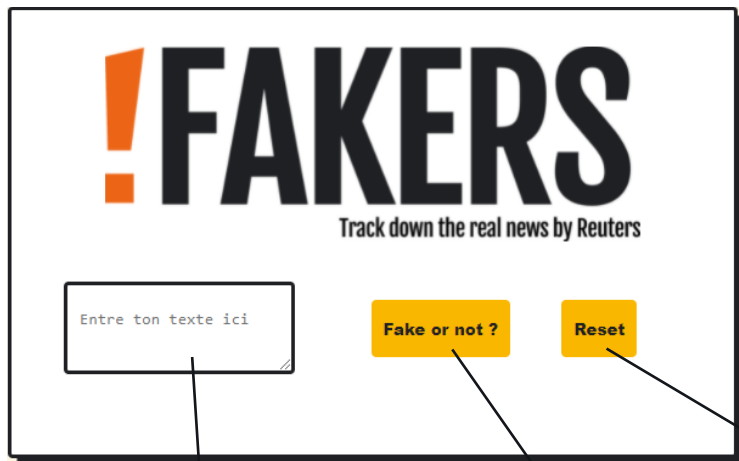 !FAKERS
Track down the real news by Reuters
Entre ton texte ici
Fake or not ?
Reset